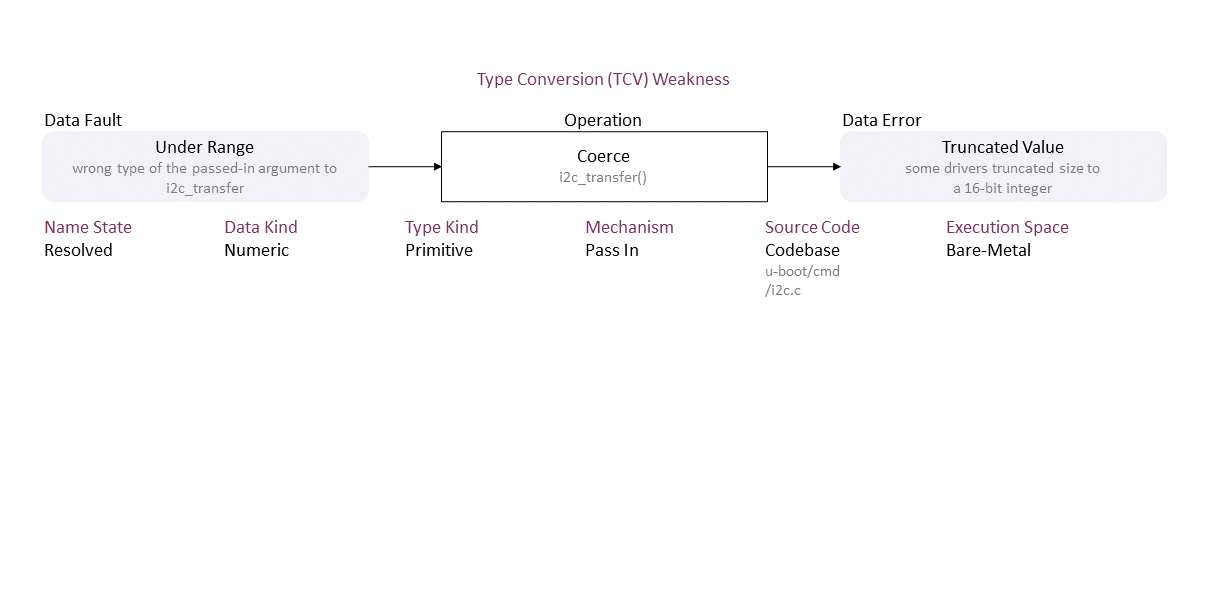 Type Conversion (TCV) Weakness
Data Fault
Operation
Data Error
Under Range
wrong type of the passed-in argument to
i2c_transfer
Coerce
i2c_transfer()
Truncated Value
some drivers truncated size to
a 16-bit integer
Name State
Resolved
Data Kind
Numeric
Type Kind
Primitive
Mechanism
Pass In
Source Code
Codebase
u-boot/cmd
/i2c.c
Execution Space
Bare-Metal